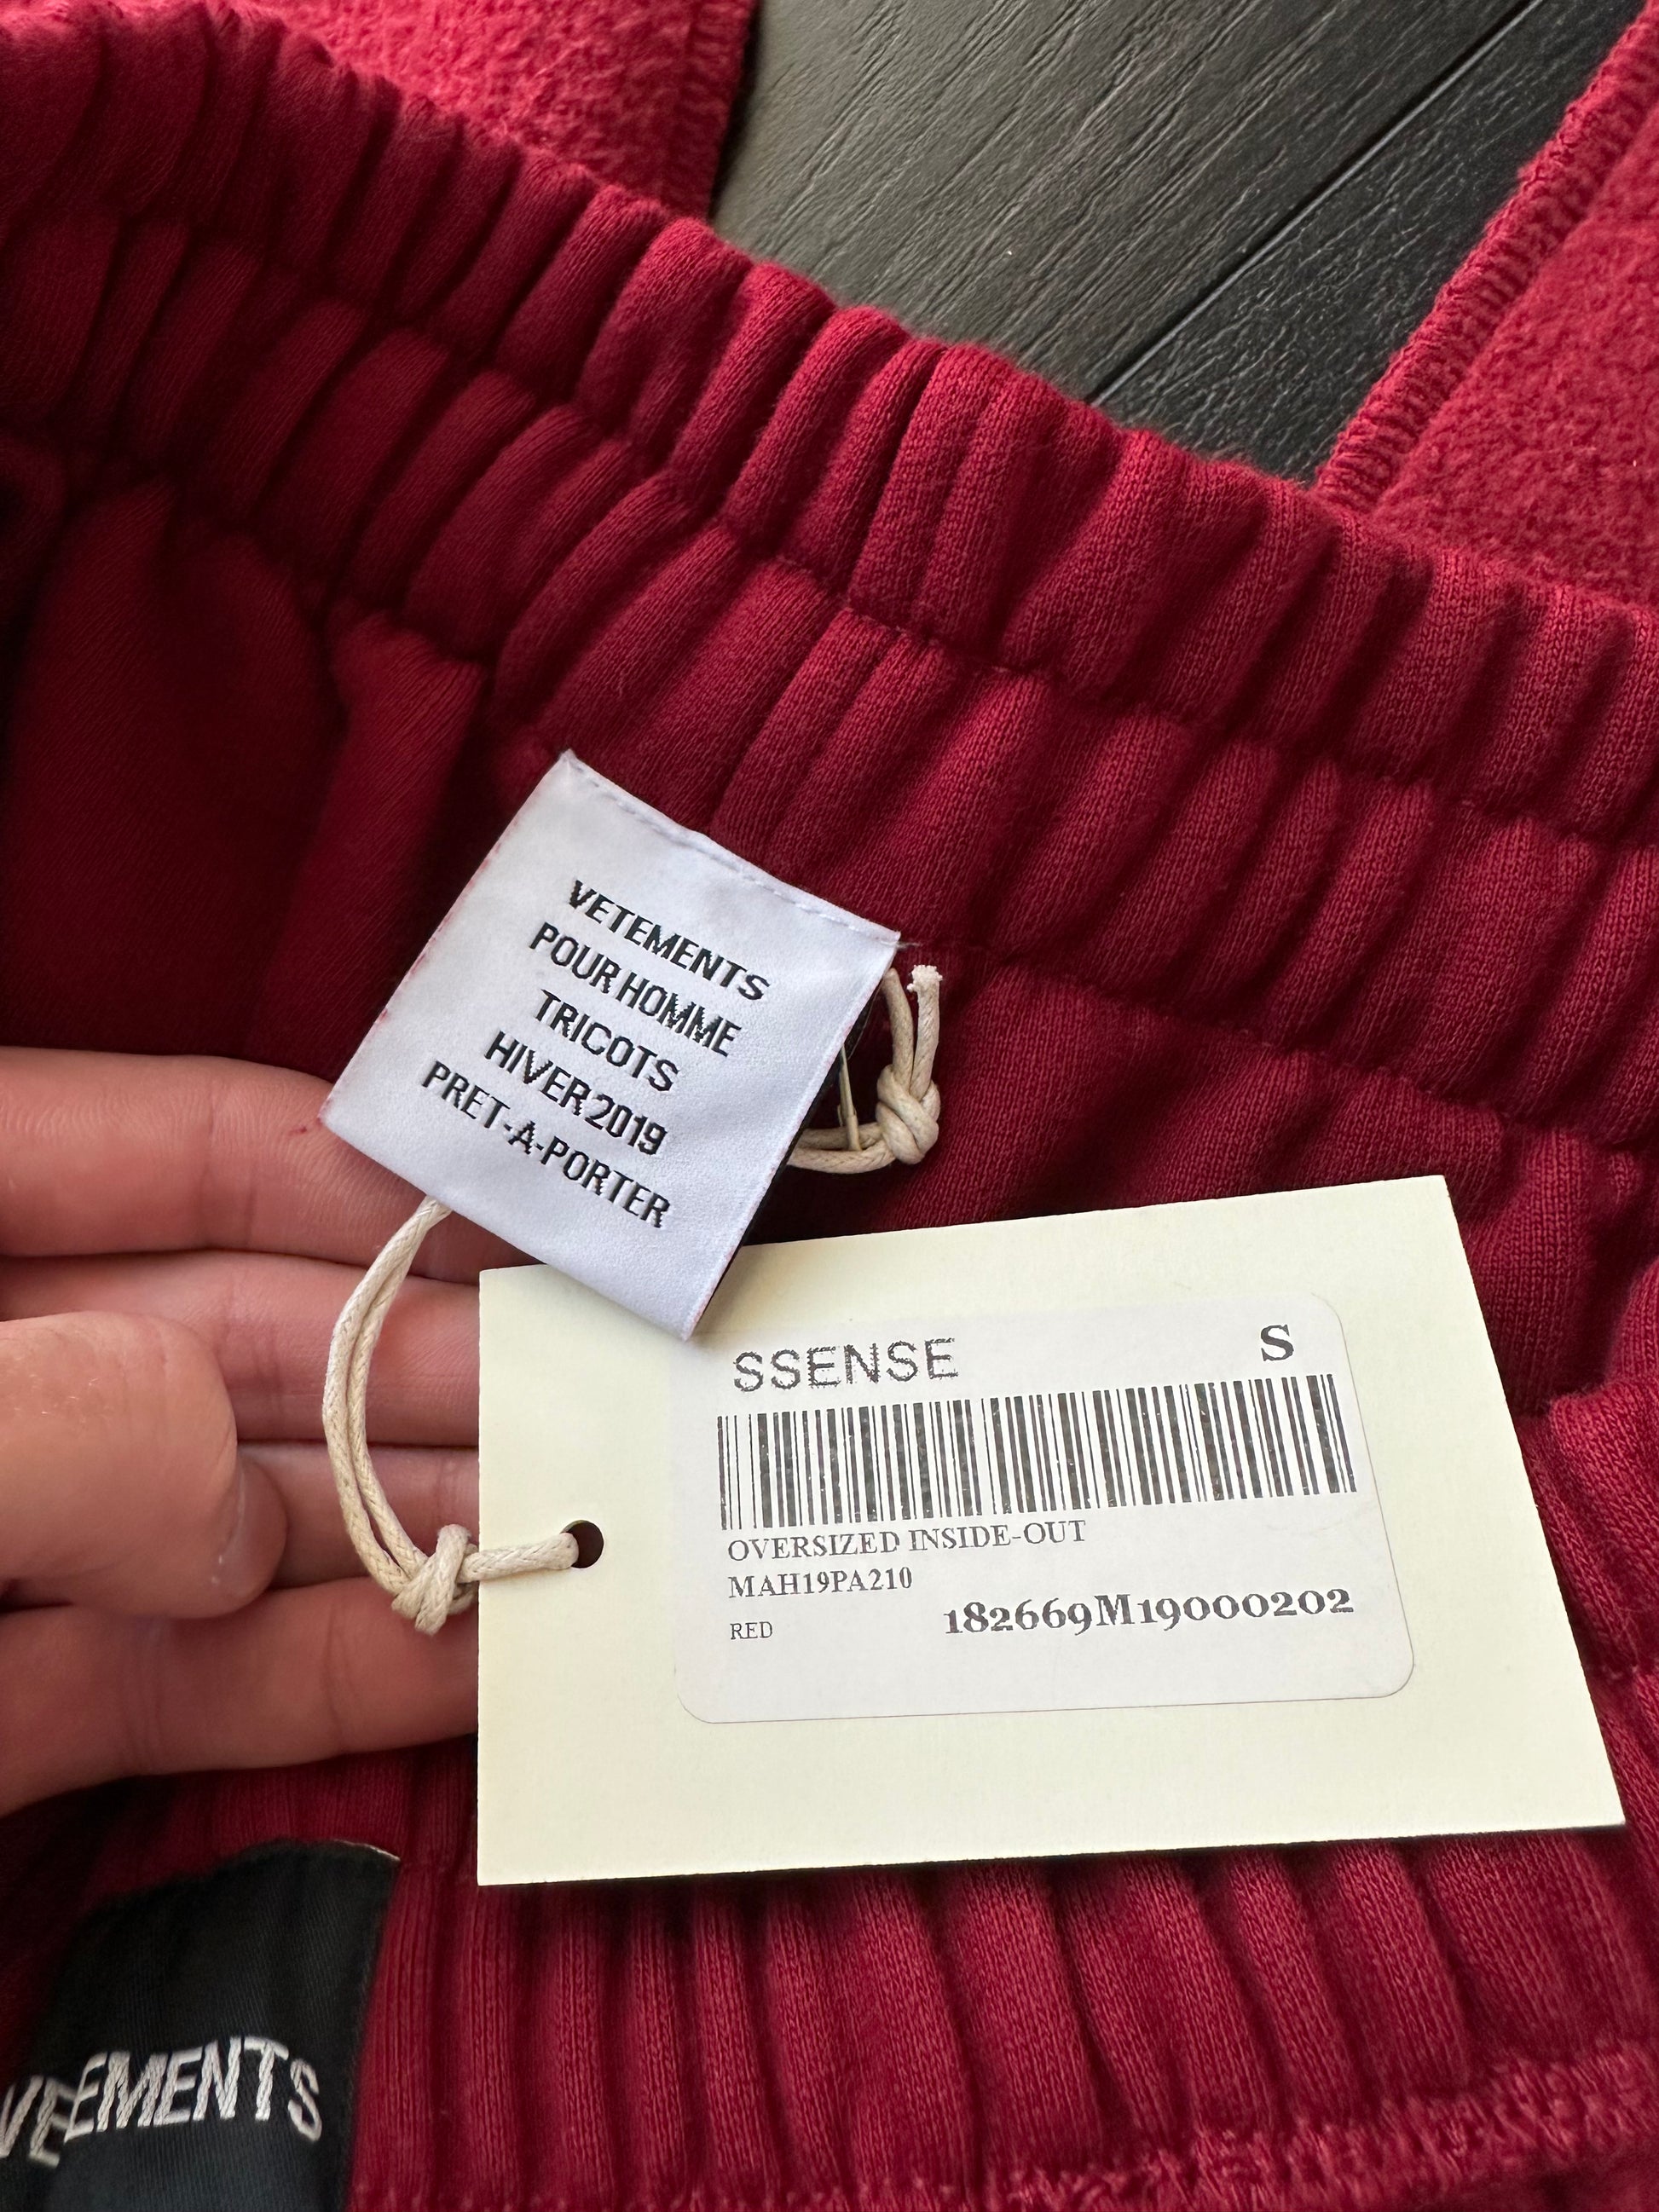 VETEMENTS
POUR HOMME
TRICOTS
HIVER 2019
PRET-A-PORTER
SSENSE
S
OVERSIZED INSIDE-OUT
MAH19PA210
RED
182669M19000202
VETEMENTS